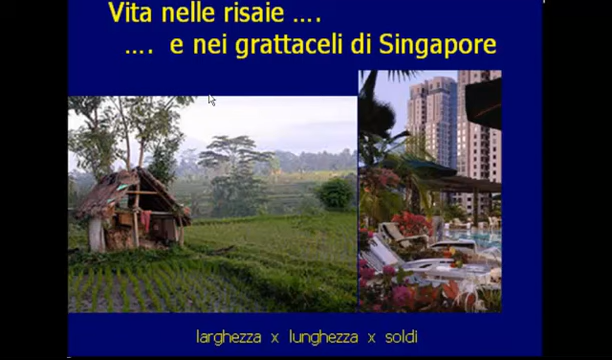 Vita nelle risaie ....
.... e nei grattaceli di Singapore
larghezza x lunghezza x soldi